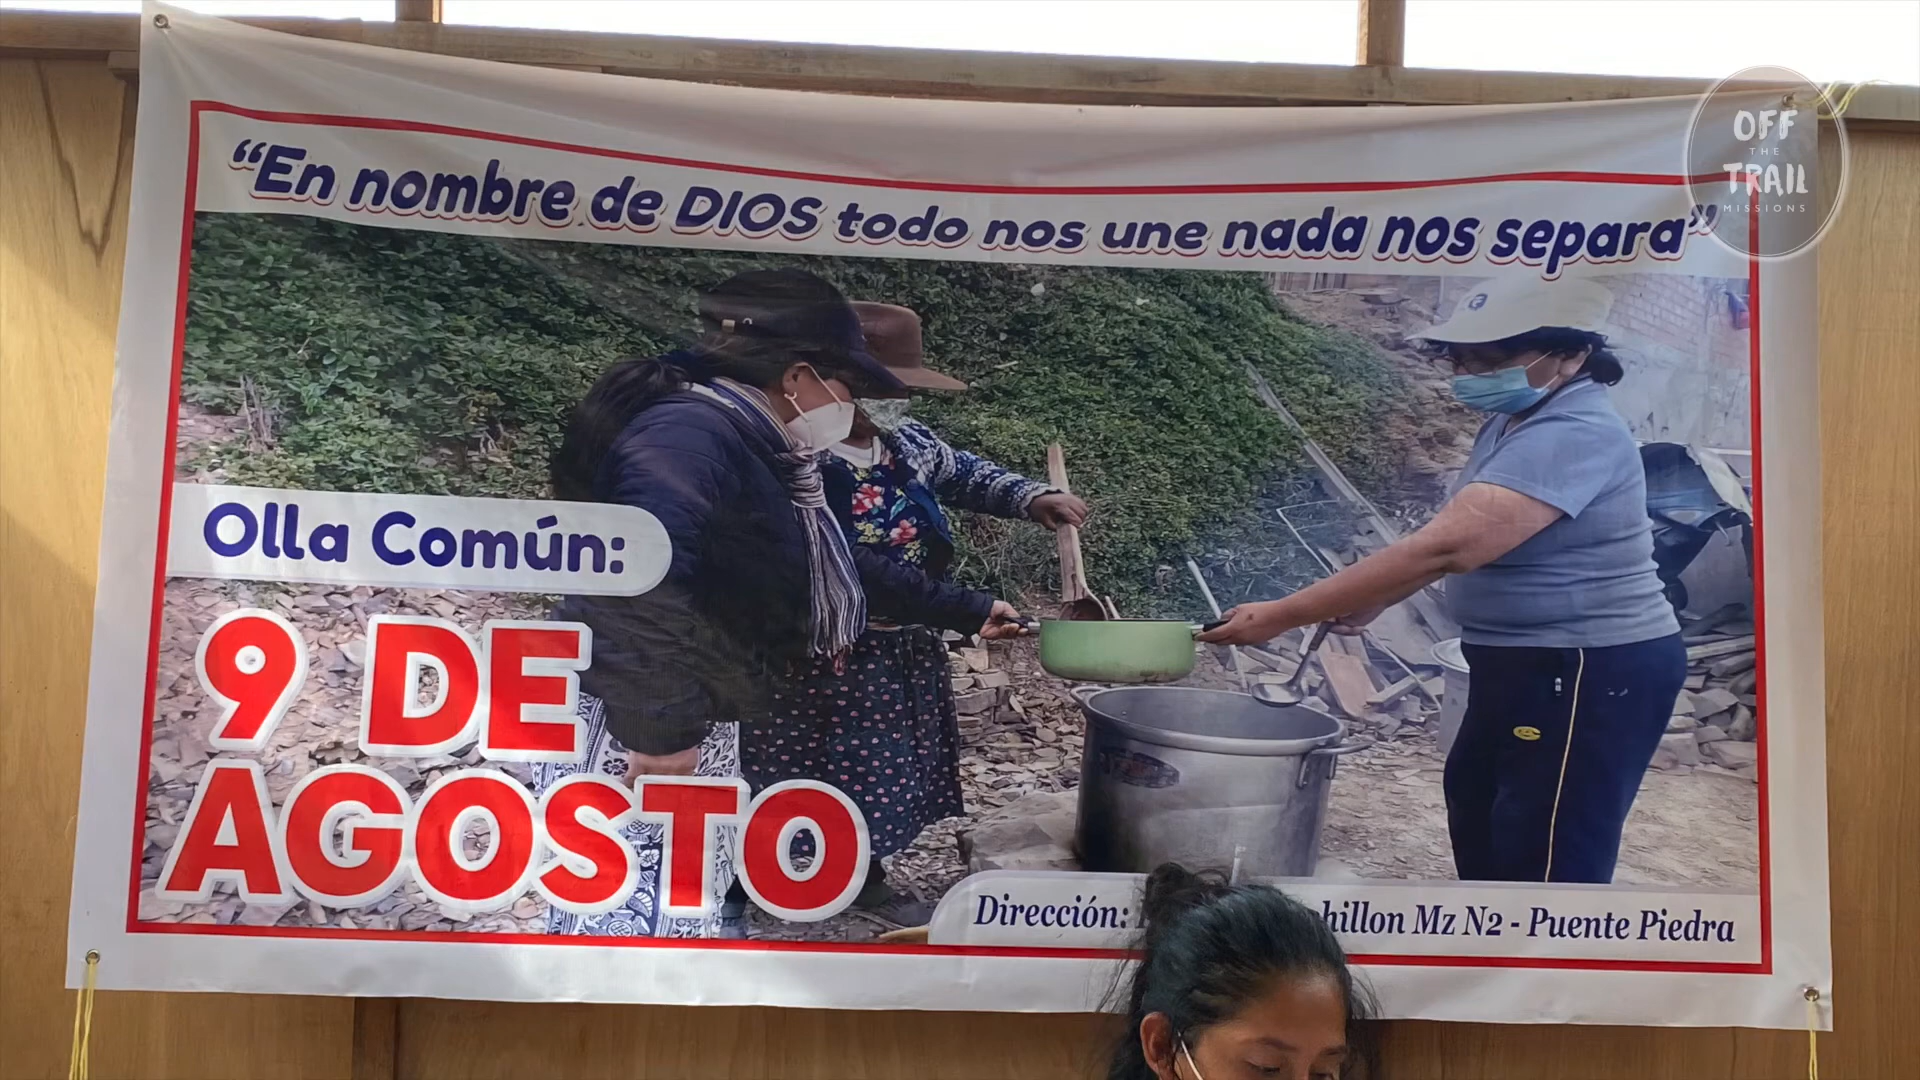 “En nombre de DIOS todo nos une nada nos separa”
OFF
THE
TRAIL
MISSIONS
Olla Común:
9 DE
AGOSTO
Dirección: Mz N2 - Puente Piedra